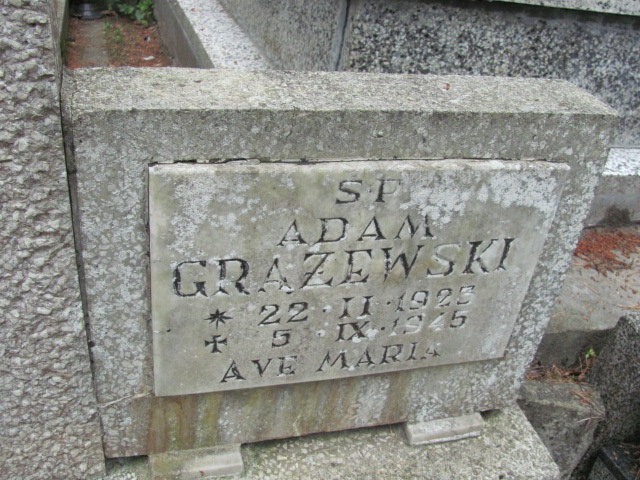 S.P.
ADAM
GRAŻEWSKI
* 22·II·1925
✝ 5·IX·1945
AVE MARIA